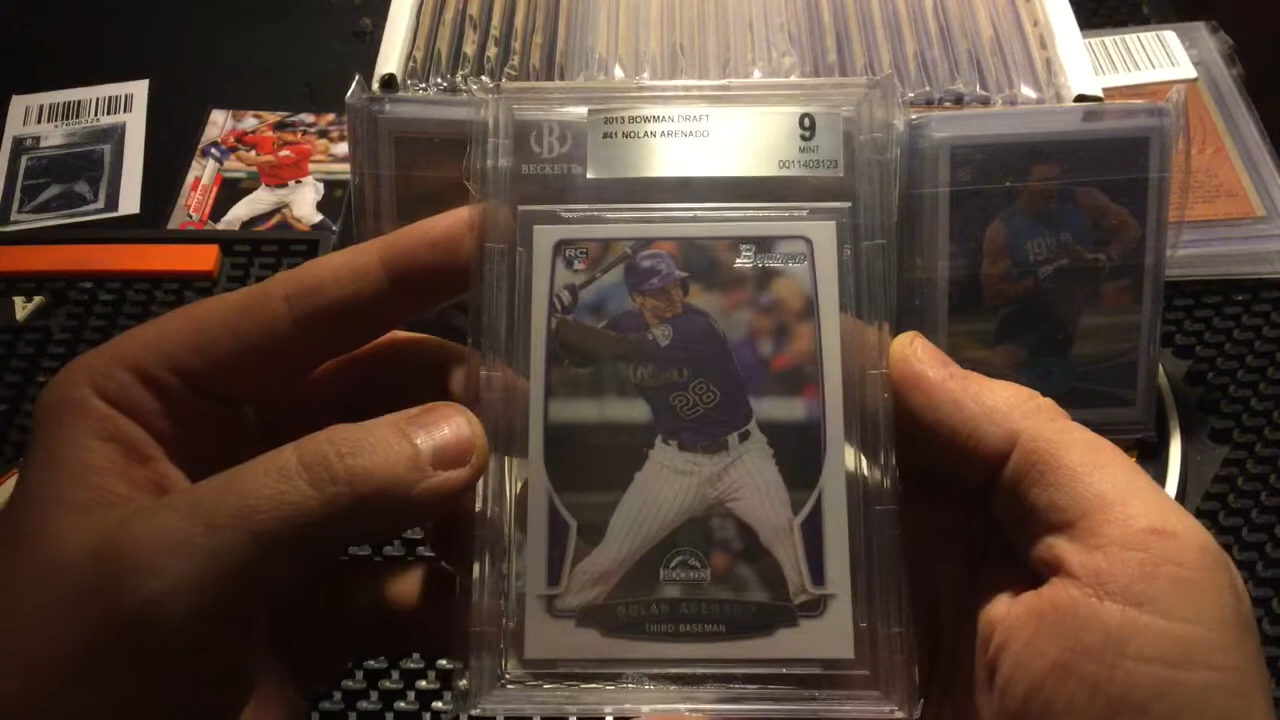 2013 BOWMAN DRAFT
#41 NOLAN ARENADO
9
MINT
0011403123
BECKETT
RC
Bowman
28
ROCKIES
NOLAN ARENADO
THIRD BASEMAN